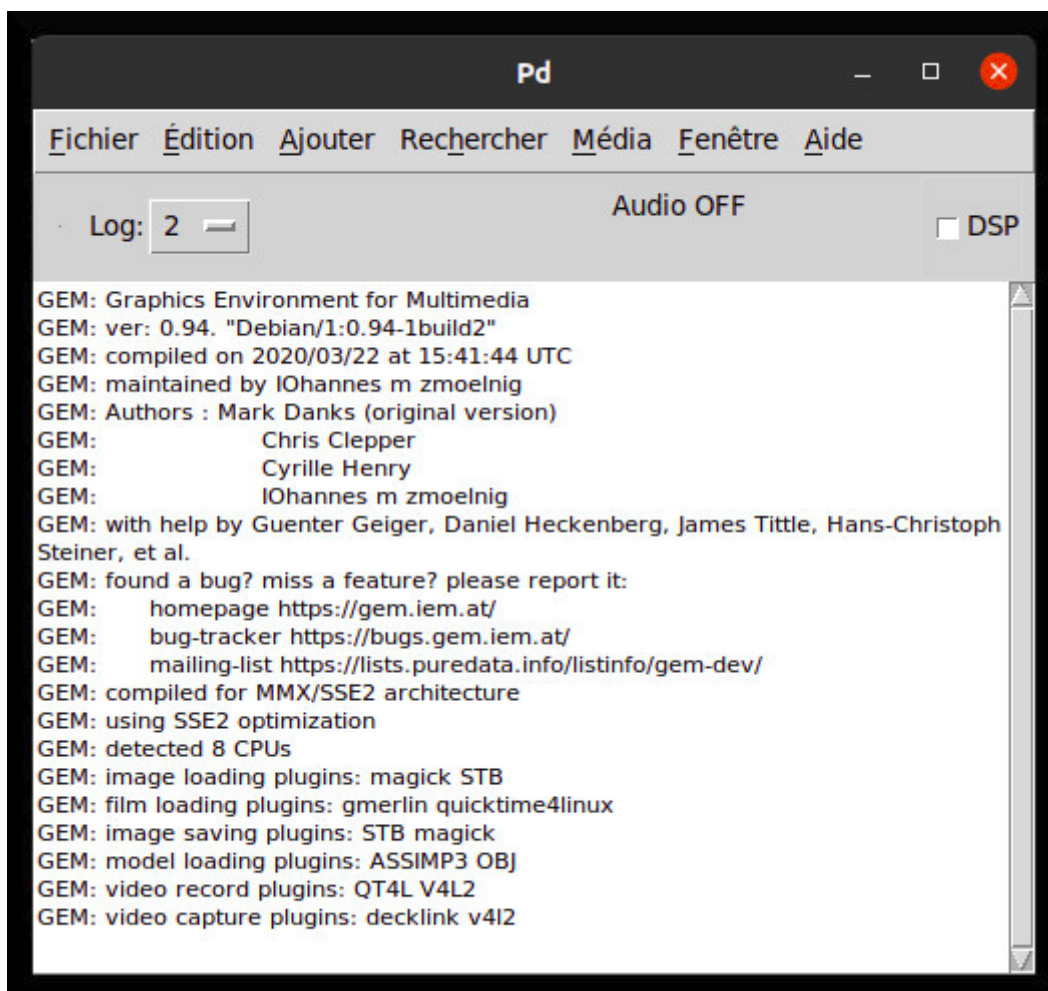 Pd
Fichier Édition Ajouter Rechercher Média Fenêtre Aide
Audio OFF
Log: 2 DSP
GEM: Graphics Environment for Multimedia
GEM: ver: 0.94. "Debian/1:0.94-1build2"
GEM: compiled on 2020/03/22 at 15:41:44 UTC
GEM: maintained by IOhannes m zmoelnig
GEM: Authors : Mark Danks (original version)
GEM: Chris Clepper
GEM: Cyrille Henry
GEM: IOhannes m zmoelnig
GEM: with help by Guenter Geiger, Daniel Heckenberg, James Tittle, Hans-Christoph
Steiner, et al.
GEM: found a bug? miss a feature? please report it:
GEM: homepage https://gem.iem.at/
GEM: bug-tracker https://bugs.gem.iem.at/
GEM: mailing-list https://lists.puredata.info/listinfo/gem-dev/
GEM: compiled for MMX/SSE2 architecture
GEM: using SSE2 optimization
GEM: detected 8 CPUs
GEM: image loading plugins: magick STB
GEM: film loading plugins: gmerlin quicktime4linux
GEM: image saving plugins: STB magick
GEM: model loading plugins: ASSIMP3 OBJ
GEM: video record plugins: QT4L V4L2
GEM: video capture plugins: decklink v4l2